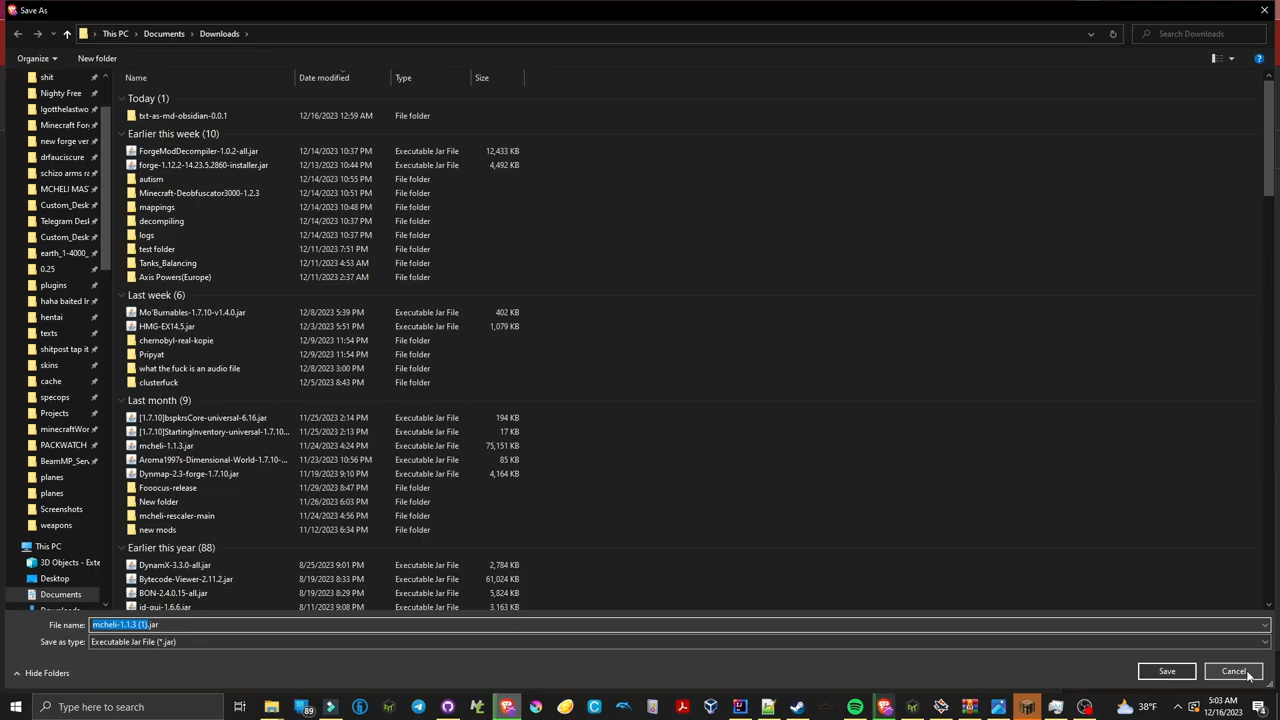 Save As
This PC > Documents > Downloads >
Search Downloads
Organize
New folder
Name
Date modified
Type
Size
shit
Nighty Free
Igotthelastwo
Minecraft For
new forge ver
drfauciscure
schizo arms ra
MCHELI MAS
Custom_Desk
Telegram Desk
Custom_Desk
earth_1-4000_
0.25
plugins
haha baited In
hentai
texts
shitpost tap it
skins
cache
specops
Projects
minecraftWor
PACKWATCH
BeamMP_Serv
planes
planes
Screenshots
weapons
This PC
3D Objects - Exte
Desktop
Documents
Today (1)
txt-as-md-obsidian-0.0.1 12/16/2023 12:59 AM File folder
Earlier this week (10)
ForgeModDecompiler-1.0.2-all.jar 12/14/2023 10:37 PM Executable Jar File 12,433 KB
forge-1.12.2-14.23.5.2860-installer.jar 12/13/2023 10:44 PM Executable Jar File 4,492 KB
autism 12/14/2023 10:55 PM File folder
Minecraft-Deobfuscator3000-1.2.3 12/14/2023 10:51 PM File folder
mappings 12/14/2023 10:48 PM File folder
decompiling 12/14/2023 10:37 PM File folder
logs 12/14/2023 10:37 PM File folder
test folder 12/11/2023 7:51 PM File folder
Tanks_Balancing 12/11/2023 4:53 AM File folder
Axis Powers(Europe) 12/11/2023 2:37 AM File folder
Last week (6)
Mo'Burnables-1.7.10-v1.4.0.jar 12/8/2023 5:39 PM Executable Jar File 402 KB
HMG-EX14.5.jar 12/3/2023 5:51 PM Executable Jar File 1,079 KB
chernobyl-real-kopie 12/9/2023 11:54 PM File folder
Pripyat 12/9/2023 11:54 PM File folder
what the fuck is an audio file 12/8/2023 3:00 PM File folder
clusterfuck 12/5/2023 8:43 PM File folder
Last month (9)
[1.7.10]bspkrsCore-universal-6.16.jar 11/25/2023 2:14 PM Executable Jar File 194 KB
[1.7.10]StartingInventory-universal-1.7.10... 11/25/2023 2:13 PM Executable Jar File 17 KB
mcheli-1.1.3.jar 11/24/2023 4:24 PM Executable Jar File 75,151 KB
Aroma1997s-Dimensional-World-1.7.10-... 11/23/2023 10:56 PM Executable Jar File 85 KB
Dynmap-2.3-forge-1.7.10.jar 11/19/2023 9:10 PM Executable Jar File 4,164 KB
Fooocus-release 11/29/2023 8:47 PM File folder
New folder 11/26/2023 6:03 PM File folder
mcheli-rescaler-main 11/24/2023 4:56 PM File folder
new mods 11/12/2023 6:34 PM File folder
Earlier this year (88)
DynamX-3.3.0-all.jar 8/25/2023 9:01 PM Executable Jar File 2,784 KB
Bytecode-Viewer-2.11.2.jar 8/19/2023 8:33 PM Executable Jar File 61,024 KB
BON-2.4.0.15-all.jar 8/19/2023 8:29 PM Executable Jar File 5,824 KB
jd-gui-1.6.6.jar 8/11/2023 9:08 PM Executable Jar File 3,163 KB
File name: mcheli-1.1.3 (1).jar
Save as type: Executable Jar File (*.jar)
Hide Folders
Save
Cancel
Type here to search
89
38°F
5:03 AM
12/16/2023